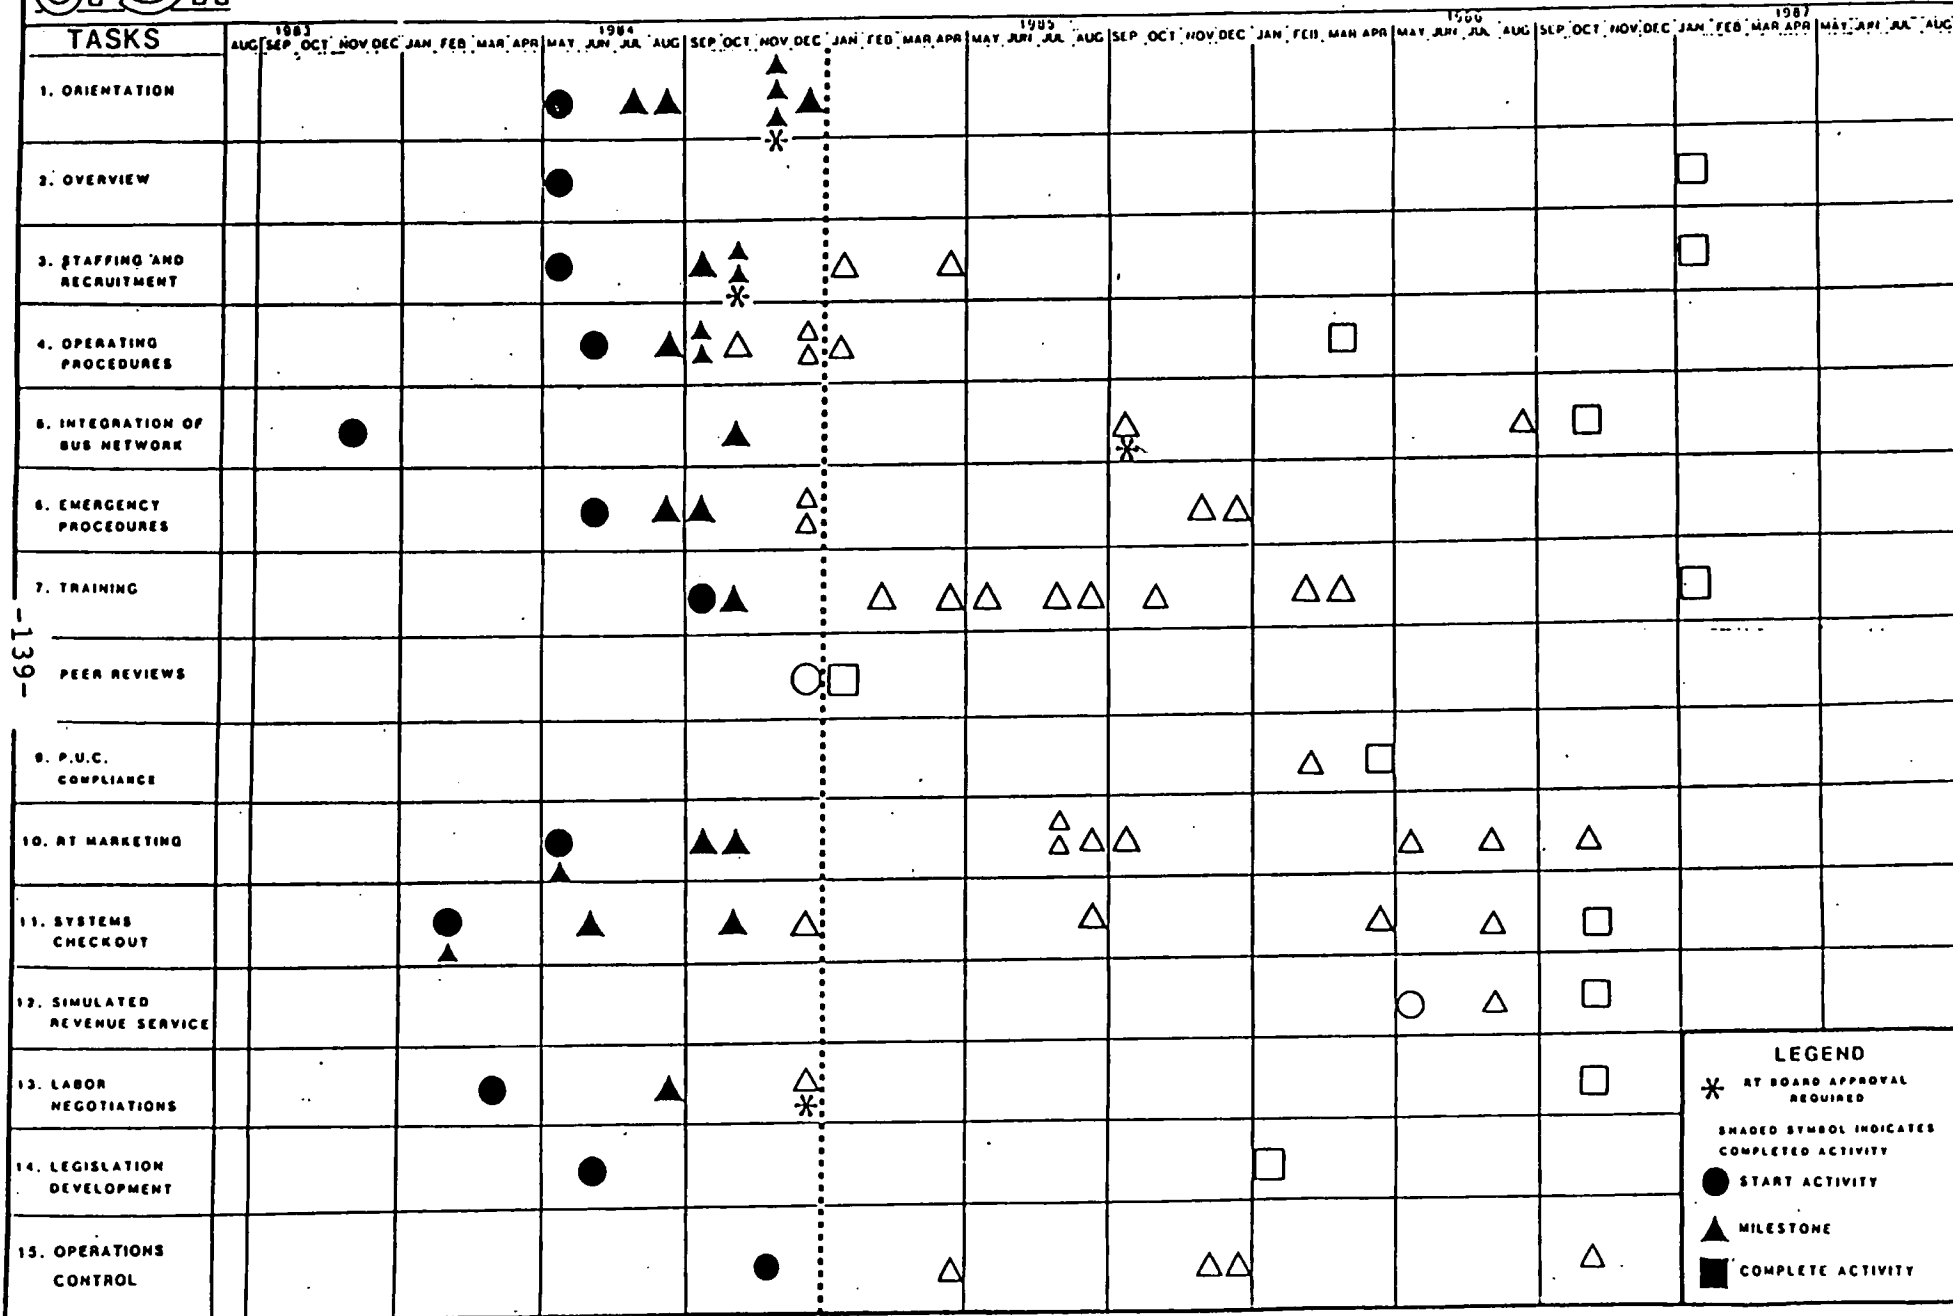 1983 1984 1985 1986 1987
TASKS
AUG SEP OCT NOV DEC JAN FEB MAR APR MAY JUN JUL AUG SEP OCT NOV DEC JAN FEB MAR APR MAY JUN JUL AUG SEP OCT NOV DEC JAN FEB MAR APR MAY JUN JUL AUG SEP OCT NOV DEC JAN FEB MAR APR MAY JUN JUL AUG
1. ORIENTATION
2. OVERVIEW
3. STAFFING AND
RECRUITMENT
4. OPERATING
PROCEDURES
5. INTEGRATION OF
BUS NETWORK
6. EMERGENCY
PROCEDURES
7. TRAINING
-139-
PEER REVIEWS
9. P.U.C.
COMPLIANCE
10. RT MARKETING
11. SYSTEMS
CHECKOUT
12. SIMULATED
REVENUE SERVICE
13. LABOR
NEGOTIATIONS
14. LEGISLATION
DEVELOPMENT
15. OPERATIONS
CONTROL
LEGEND
RT BOARD APPROVAL
REQUIRED
SHADED SYMBOL INDICATES
COMPLETED ACTIVITY
START ACTIVITY
MILESTONE
COMPLETE ACTIVITY